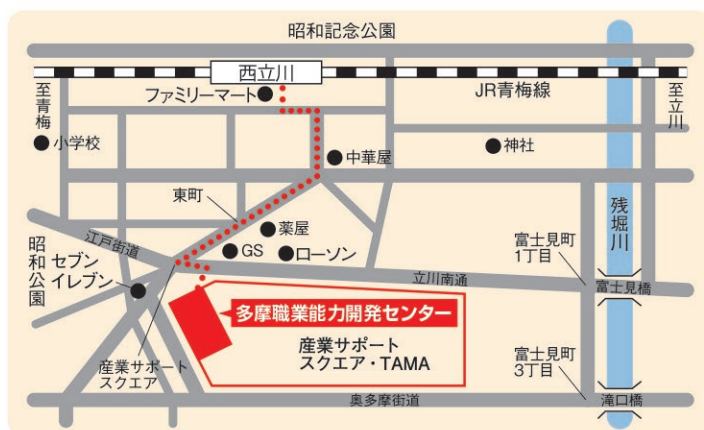 昭和記念公園
西立川
JR青梅線
至青梅
至立川
ファミリーマート
小学校
中華屋
神社
東町
薬屋
残堀川
江戸街道
GS
ローソン
昭和公園
セブン
イレブン
立川南通
富士見町
1丁目
富士見橋
多摩職業能力開発センター
産業サポート
スクエア・TAMA
産業サポート
スクエア
富士見町
3丁目
奥多摩街道
滝口橋